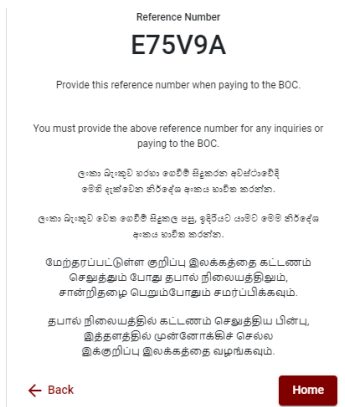 Reference Number
E75V9A
Provide this reference number when paying to the BOC.
You must provide the above reference number for any inquiries or
paying to the BOC.
ලංකා බැංකුව හරහා ගෙවීම් සිදුකරන අවස්ථාවේදී
මෙහි දැක්වෙන නිර්දේශ අංකය භාවිත කරන්න.
ලංකා බැංකුව වෙත ගෙවීම් සිදුකල පසු, ඉදිරියට යාමට මෙම නිර්දේශ
අංකය භාවිත කරන්න.
மேற்தரப்பட்டுள்ள குறிப்பு இலக்கத்தை கட்டணம்
செலுத்தும் போது தபால் நிலையத்திலும்,
சான்றிதழை பெறும்போதும் சமர்ப்பிக்கவும்.
தபால் நிலையத்தில் கட்டணம் செலுத்திய பின்பு,
இத்தளத்தில் முன்னோக்கிச் செல்ல
இக்குறிப்பு இலக்கத்தை வழங்கவும்.
← Back
Home